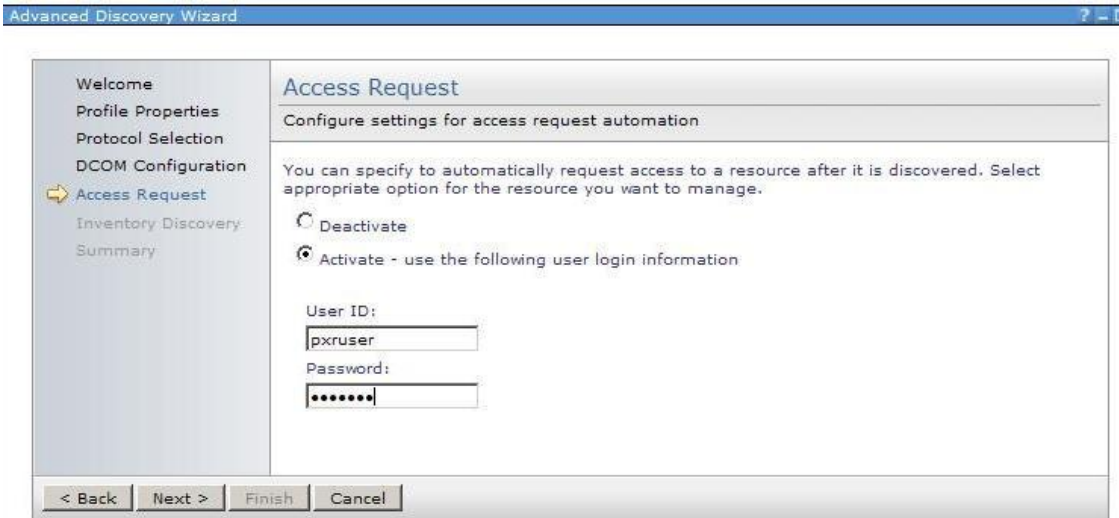 Advanced Discovery Wizard
? –
Welcome
Profile Properties
Protocol Selection
DCOM Configuration
Access Request
Inventory Discovery
Summary
Access Request
Configure settings for access request automation
You can specify to automatically request access to a resource after it is discovered. Select
appropriate option for the resource you want to manage.
Deactivate
Activate - use the following user login information
User ID:
pxruser
Password:
•••••••
< Back
Next >
Finish
Cancel